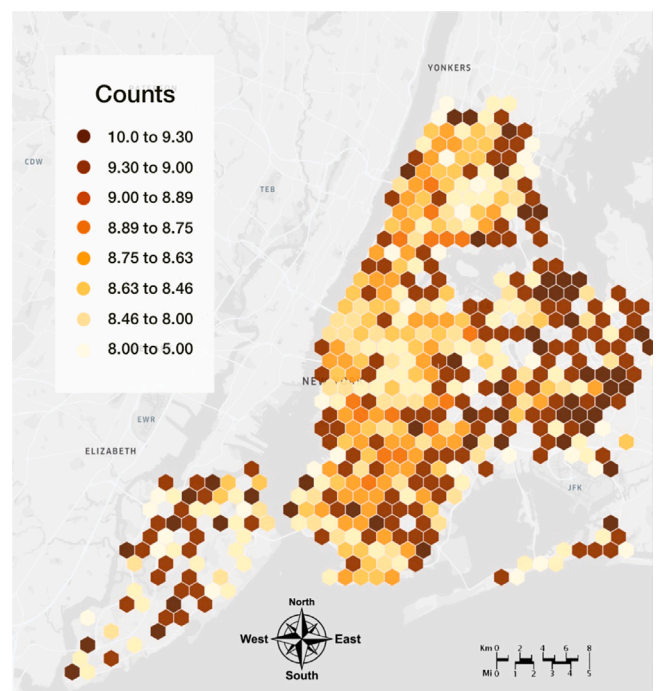 YONKERS
Counts
10.0 to 9.30
9.30 to 9.00
9.00 to 8.89
8.89 to 8.75
8.75 to 8.63
8.63 to 8.46
8.46 to 8.00
8.00 to 5.00
CDW
TEB
EWR
ELIZABETH
JFK
North
West East
South
Km 0 2 4 6 8
Mi 0 1 2 3 4 5